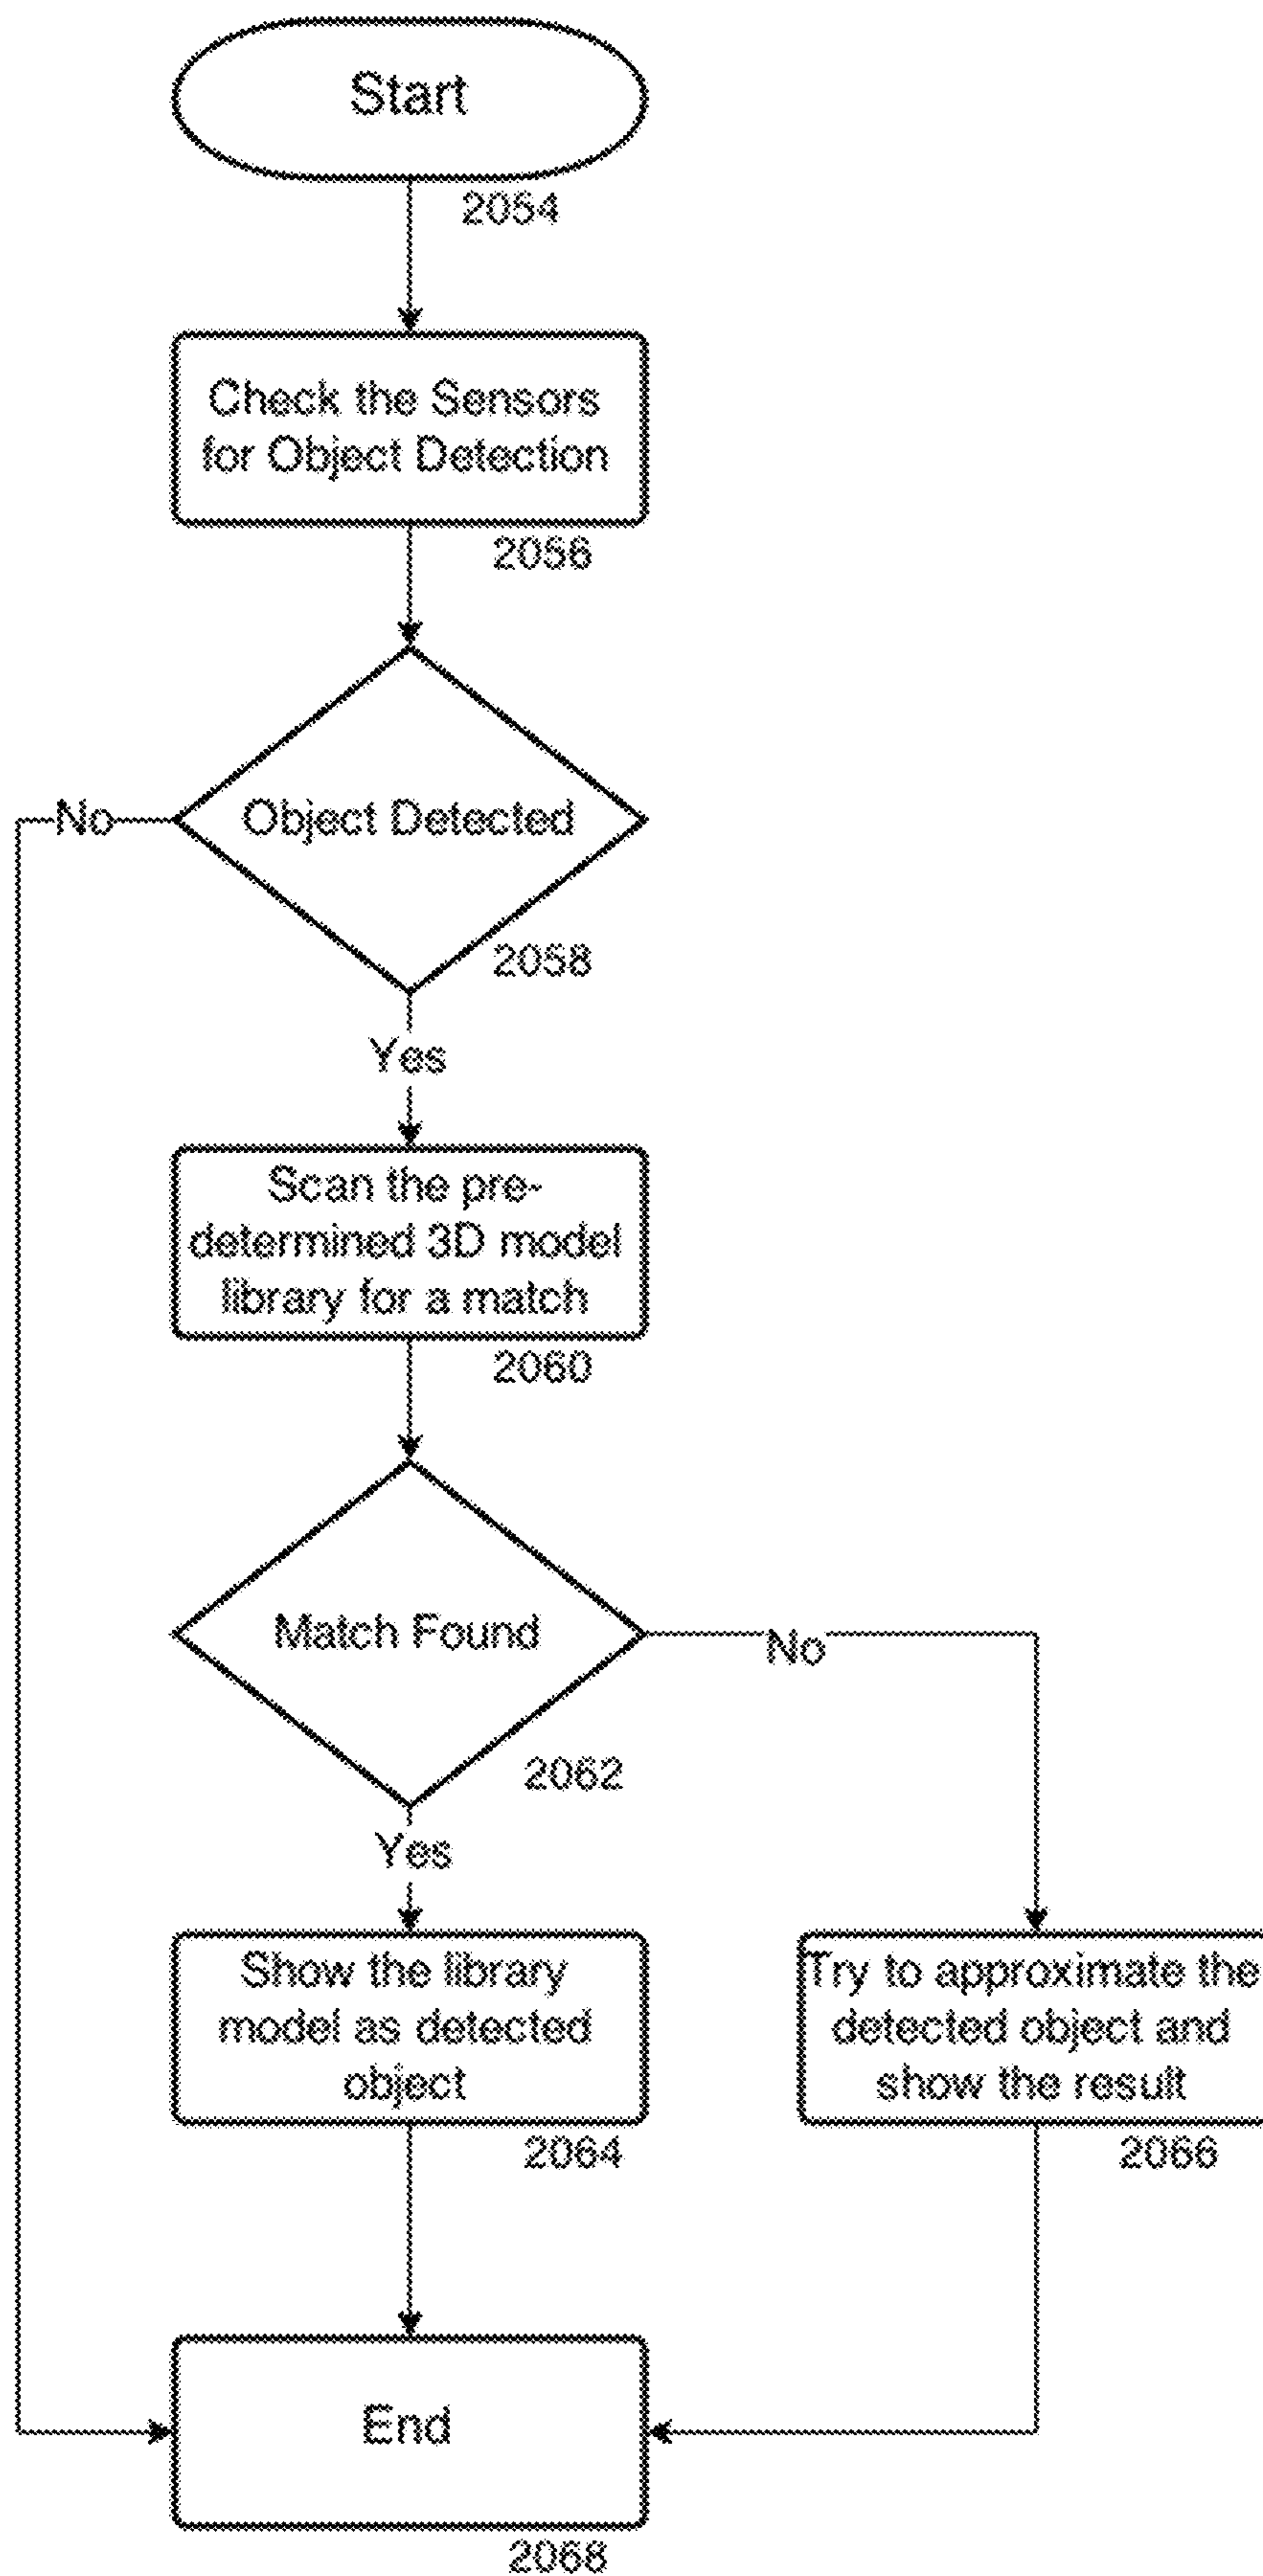 Start
2054
Check the Sensors
for Object Detection
2056
No
Object Detected
2058
Yes
Scan the pre-
determined 3D model
library for a match
2060
Match Found
No
2062
Yes
Show the library
model as detected
object
2064
Try to approximate the
detected object and
show the result
2066
End
2068